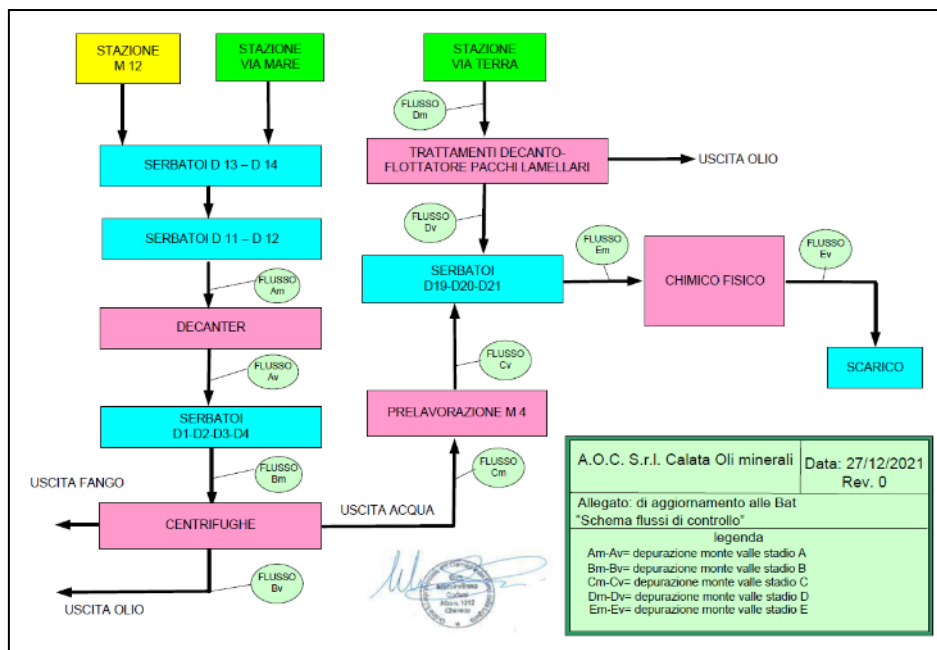 STAZIONE
M 12
STAZIONE
VIA MARE
STAZIONE
VIA TERRA
FLUSSO
Dm
SERBATOI D 13 – D 14
TRATTAMENTI DECANTO-
FLOTTATORE PACCHI LAMELLARI
USCITA OLIO
SERBATOI D 11 – D 12
FLUSSO
Dv
FLUSSO
Em
FLUSSO
Ev
FLUSSO
Am
SERBATOI
D19-D20-D21
CHIMICO FISICO
DECANTER
FLUSSO
Av
FLUSSO
Cv
SCARICO
SERBATOI
D1-D2-D3-D4
PRELAVORAZIONE M 4
FLUSSO
Bm
FLUSSO
Cm
USCITA FANGO
CENTRIFUGHE
USCITA ACQUA
FLUSSO
Bv
USCITA OLIO
A.O.C. S.r.l. Calata Oli minerali
Data: 27/12/2021
Rev. 0
Allegato: di aggiornamento alle Bat
"Schema flussi di controllo"
legenda
Am-Av= depurazione monte valle stadio A
Bm-Bv= depurazione monte valle stadio B
Cm-Cv= depurazione monte valle stadio C
Dm-Dv= depurazione monte valle stadio D
Em-Ev= depurazione monte valle stadio E
Chimico